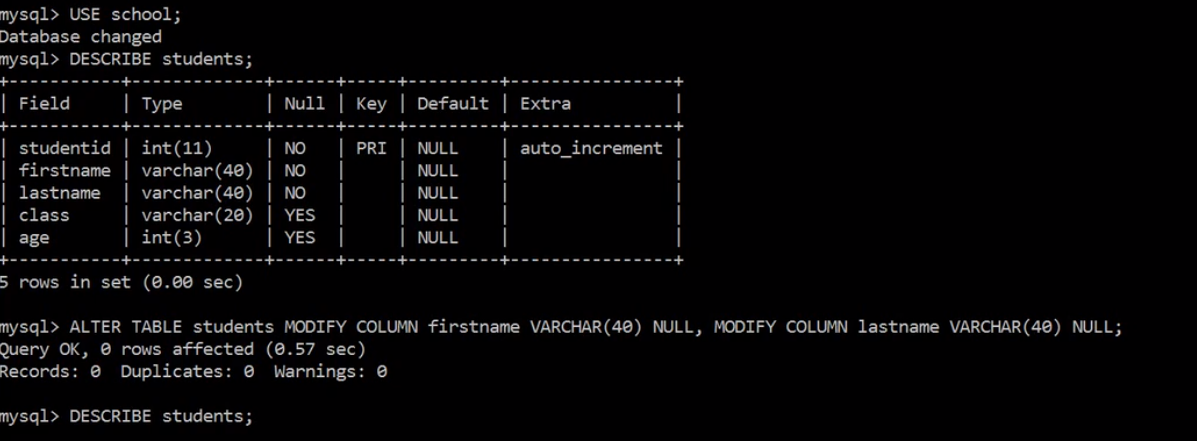 mysql> USE school;
Database changed
mysql> DESCRIBE students;
+-----------+-------------+------+-----+---------+----------------+
| Field     | Type        | Null | Key | Default | Extra          |
+-----------+-------------+------+-----+---------+----------------+
| studentid | int(11)     | NO   | PRI | NULL    | auto_increment |
| firstname | varchar(40) | NO   |     | NULL    |                |
| lastname  | varchar(40) | NO   |     | NULL    |                |
| class     | varchar(20) | YES  |     | NULL    |                |
| age       | int(3)      | YES  |     | NULL    |                |
+-----------+-------------+------+-----+---------+----------------+
5 rows in set (0.00 sec)
mysql> ALTER TABLE students MODIFY COLUMN firstname VARCHAR(40) NULL, MODIFY COLUMN lastname VARCHAR(40) NULL;
Query OK, 0 rows affected (0.57 sec)
Records: 0  Duplicates: 0  Warnings: 0
mysql> DESCRIBE students;